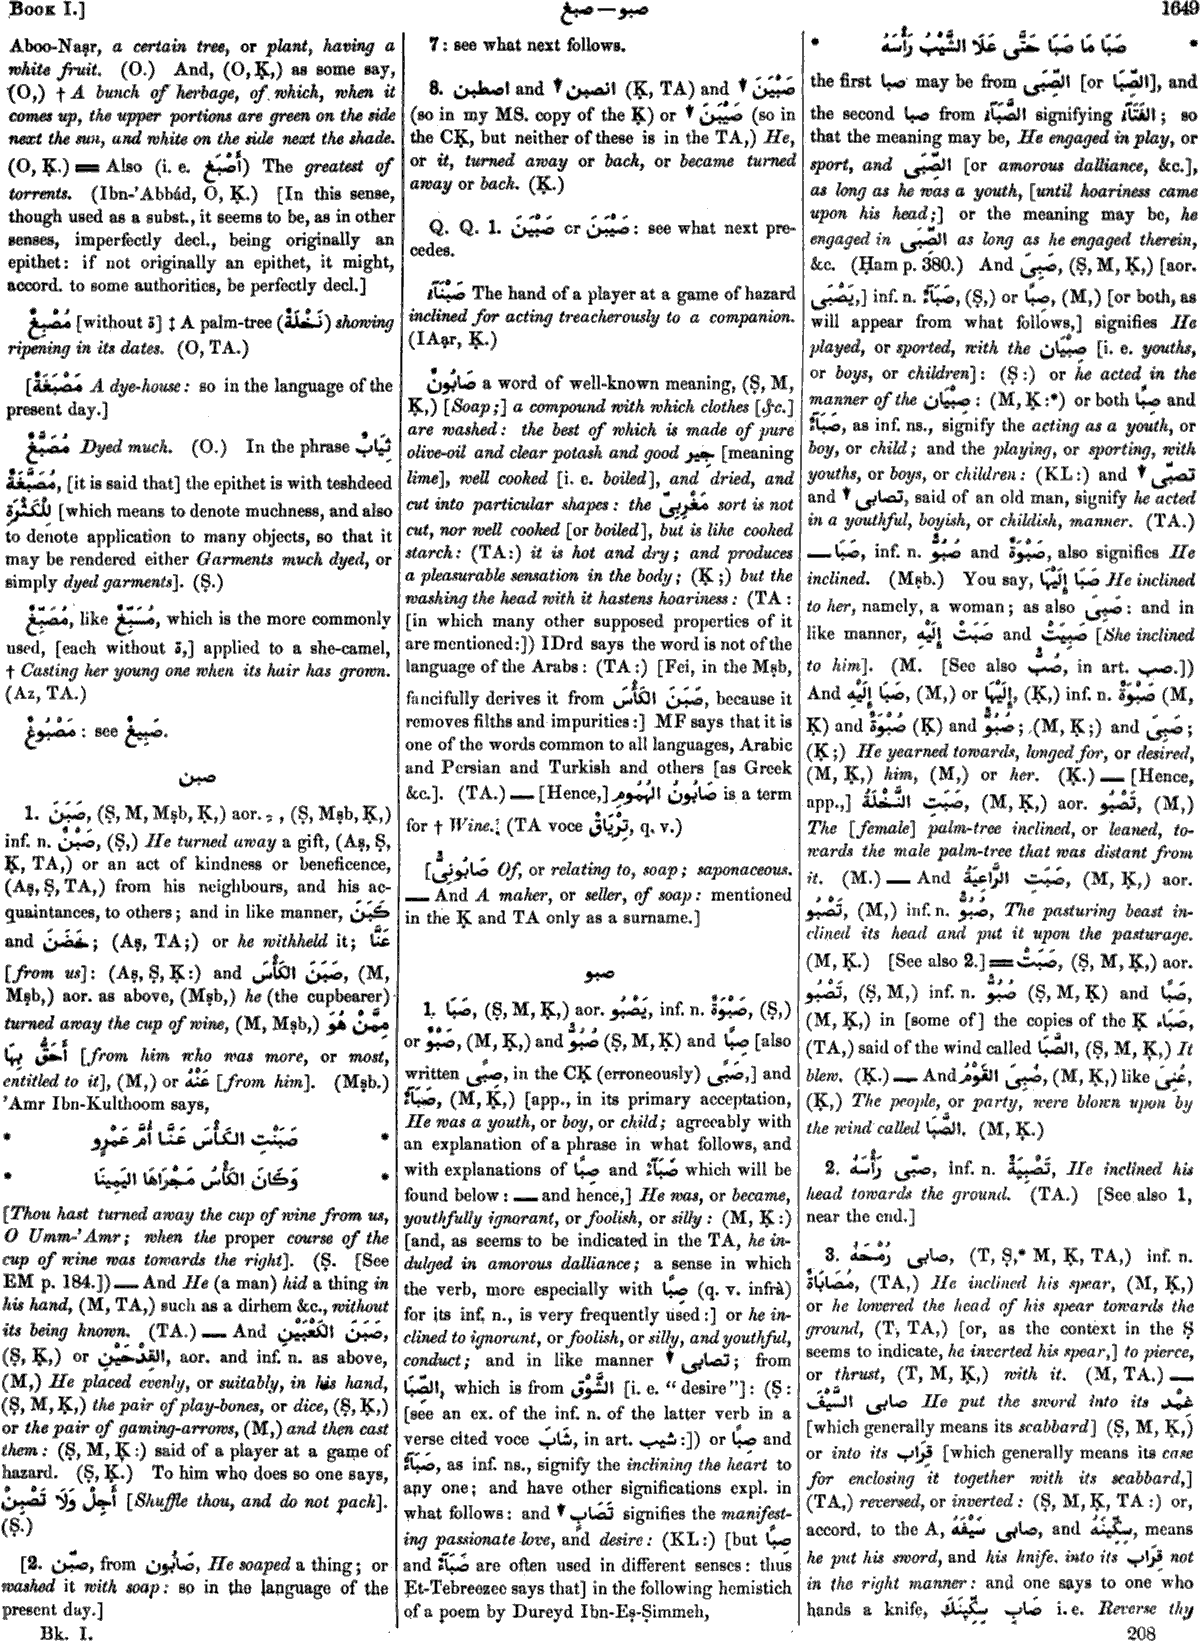 BOOK I.] صبغ — صبو 1649
Aboo-Naṣr, a certain tree, or plant, having a
white fruit. (O.) And, (O, Ḳ,) as some say,
(O,) † A bunch of herbage, of which, when it
comes up, the upper portions are green on the side
next the sun, and white on the side next the shade.
(O, Ḳ.) = Also (i. e. أَصْبَغُ) The greatest of
torrents. (Ibn-'Abbád, O, Ḳ.) [In this sense,
though used as a subst., it seems to be, as in other
senses, imperfectly decl., being originally an
epithet: if not originally an epithet, it might,
accord. to some authorities, be perfectly decl.]
مُصْبِغٌ [without ة] ‡ A palm-tree (نَخْلَةٌ) showing
ripening in its dates. (O, TA.)
[مَصْبَغَةٌ A dye-house: so in the language of the
present day.]
مُصَبَّغٌ Dyed much. (O.) In the phrase ثِيَابٌ
مُصَبَّغَةٌ, [it is said that] the epithet is with teshdeed
لِلْكَثْرَةِ [which means to denote muchness, and also
to denote application to many objects, so that it
may be rendered either Garments much dyed, or
simply dyed garments]. (Ṣ.)
مُصَبِّغٌ, like مُسَبِّغٌ, which is the more commonly
used, [each without ة,] applied to a she-camel,
† Casting her young one when its hair has grown.
(Az, TA.)
مَصْبُوغٌ: see صَبِيغٌ.
صبن
1. صَبَنَ, (Ṣ, M, Mṣb, Ḳ,) aor. ـِ, (Ṣ, Mṣb, Ḳ,)
inf. n. صَبْنٌ, (Ṣ,) He turned away a gift, (Aṣ, Ṣ,
Ḳ, TA,) or an act of kindness or beneficence,
(Aṣ, Ṣ, TA,) from his neighbours, and his ac-
quaintances, to others; and in like manner, كَبَنَ
and خَضَنَ; (Aṣ, TA;) or he withheld it; عَنَّا
[from us]: (Aṣ, Ṣ, Ḳ:) and صَبَنَ الكَأْسَ, (M,
Mṣb,) aor. as above, (Mṣb,) he (the cupbearer)
turned away the cup of wine, (M, Mṣb,) مِمَّنْ هُوَ
أَحَقُّ بِهَا [from him who was more, or most,
entitled to it], (M,) or عَنْهُ [from him]. (Mṣb.)
'Amr Ibn-Kulthoom says,
* صَبَنْتِ الكَأْسَ عَنَّا أُمَّ عَمْرٍو *
* وَكَانَ الكَأْسُ مَجْرَاهَا اليَمِينَا *
[Thou hast turned away the cup of wine from us,
O Umm-'Amr; when the proper course of the
cup of wine was towards the right]. (Ṣ. [See
EM p. 184.]) — And He (a man) hid a thing in
his hand, (M, TA,) such as a dirhem &c., without
its being known. (TA.) — And صَبَنَ الكَعْبَيْنِ,
(Ṣ, Ḳ,) or القِدْحَيْنِ, aor. and inf. n. as above,
(M,) He placed evenly, or suitably, in his hand,
(Ṣ, M, Ḳ,) the pair of play-bones, or dice, (Ṣ, Ḳ,)
or the pair of gaming-arrows, (M,) and then cast
them: (Ṣ, M, Ḳ:) said of a player at a game of
hazard. (Ṣ, Ḳ.) To him who does so one says,
أَجِلْ وَلَا تَصْبِنْ [Shuffle thou, and do not pack].
(Ṣ.)
[2. صبّن, from صَابُون, He soaped a thing; or
washed it with soap: so in the language of the
present day.]
Bk. I.
7: see what next follows.
8. اصطبن and ▼ انصبن (Ḳ, TA) and ▼ صَبْيَنَ
(so in my MS. copy of the Ḳ) or ▼ صَيْبَنَ (so in
the CḲ, but neither of these is in the TA,) He,
or it, turned away or back, or became turned
away or back. (Ḳ.)
Q. Q. 1. صَبْيَنَ or صَيْبَنَ: see what next pre-
cedes.
صَبْنَآءُ The hand of a player at a game of hazard
inclined for acting treacherously to a companion.
(IAạr, Ḳ.)
صَابُونٌ a word of well-known meaning, (Ṣ, M,
Ḳ,) [Soap;] a compound with which clothes [&c.]
are washed: the best of which is made of pure
olive-oil and clear potash and good جِير [meaning
lime], well cooked [i. e. boiled], and dried, and
cut into particular shapes: the مَغْرِبِىّ sort is not
cut, nor well cooked [or boiled], but is like cooked
starch: (TA:) it is hot and dry; and produces
a pleasurable sensation in the body; (Ḳ;) but the
washing the head with it hastens hoariness: (TA:
[in which many other supposed properties of it
are mentioned:]) IDrd says the word is not of the
language of the Arabs: (TA:) [Fei, in the Mṣb,
fancifully derives it from صَبَنَ الكَأْسَ, because it
removes filths and impurities:] MF says that it is
one of the words common to all languages, Arabic
and Persian and Turkish and others [as Greek
&c.]. (TA.) — [Hence,] صَابُونُ الهُمُومِ is a term
for † Wine. (TA voce تِرْيَاقٌ, q. v.)
[صَابُونِىٌّ Of, or relating to, soap; saponaceous.
— And A maker, or seller, of soap: mentioned
in the Ḳ and TA only as a surname.]
صبو
1. صَبَا, (Ṣ, M, Ḳ,) aor. يَصْبُو, inf. n. صَبْوَةٌ, (Ṣ,)
or صَبْوٌ, (M, Ḳ,) and صُبُوٌّ (Ṣ, M, Ḳ) and صِبًا [also
written صِبًى, in the CḲ (erroneously) صَبًى,] and
صَبَآءٌ, (M, Ḳ,) [app., in its primary acceptation,
He was a youth, or boy, or child; agreeably with
an explanation of a phrase in what follows, and
with explanations of صِبًا and صَبَآءٌ which will be
found below: — and hence,] He was, or became,
youthfully ignorant, or foolish, or silly: (M, Ḳ:)
[and, as seems to be indicated in the TA, he in-
dulged in amorous dalliance; a sense in which
the verb, more especially with صِبًا (q. v. infrà)
for its inf. n., is very frequently used:] or he in-
clined to ignorant, or foolish, or silly, and youthful,
conduct; and in like manner ▼ تصابى; from
الصِّبَا, which is from الشَّوْق [i. e. "desire"]: (Ṣ:
[see an ex. of the inf. n. of the latter verb in a
verse cited voce شَابَ, in art. شيب:]) or صِبًا and
صَبَآءٌ, as inf. ns., signify the inclining the heart to
any one; and have other significations expl. in
what follows: and ▼ تَصَابٍ signifies the manifest-
ing passionate love, and desire: (KL:) [but صِبًا
and صَبَآءٌ are often used in different senses: thus
Et-Tebreezee says that] in the following hemistich
of a poem by Dureyd Ibn-Eṣ-Ṣimmeh,
* صَبَا مَا صَبَا حَتَّى عَلَا الشَّيْبُ رَأْسَهُ *
the first صبا may be from الصِّبَى [or الصِّبَا], and
the second صبا from الصَّبَآءُ signifying الفَتَآءُ; so
that the meaning may be, He engaged in play, or
sport, and الصِّبَى [or amorous dalliance, &c.],
as long as he was a youth, [until hoariness came
upon his head;] or the meaning may be, he
engaged in الصِّبَى as long as he engaged therein,
&c. (Ḥam p. 380.) And صَبِىَ, (Ṣ, M, Ḳ,) [aor.
يَصْبَى,] inf. n. صَبَآءٌ, (Ṣ,) or صِبًا, (M,) [or both, as
will appear from what follows,] signifies He
played, or sported, with the صِبْيَان [i. e. youths,
or boys, or children]: (Ṣ:) or he acted in the
manner of the صِبْيَان: (M, Ḳ:*) or both صِبًا and
صَبَآءٌ, as inf. ns., signify the acting as a youth, or
boy, or child; and the playing, or sporting, with
youths, or boys, or children: (KL:) and ▼ تصبّى
and ▼ تصابى, said of an old man, signify he acted
in a youthful, boyish, or childish, manner. (TA.)
— صَبَا, inf. n. صُبُوٌّ and صَبْوَةٌ, also signifies He
inclined. (Mṣb.) You say, صَبَا إِلَيْهَا He inclined
to her, namely, a woman; as also صَبِىَ: and in
like manner, صَبَتْ إِلَيْهِ and صَبِيَتْ [She inclined
to him]. (M. [See also صُبٌّ, in art. صب.])
And صَبَا إِلَيْهِ, (M,) or إِلَيْهَا, (Ḳ,) inf. n. صَبْوَةٌ (M,
Ḳ) and صُبْوَةٌ (Ḳ) and صُبُوٌّ; (M, Ḳ;) and صَبِىَ;
(Ḳ;) He yearned towards, longed for, or desired,
(M, Ḳ,) him, (M,) or her. (Ḳ.) — [Hence,
app.,] صَبَتِ النَّخْلَةُ, (M, Ḳ,) aor. تَصْبُو, (M,)
The [female] palm-tree inclined, or leaned, to-
wards the male palm-tree that was distant from
it. (M.) — And صَبَتِ الرَّاعِيَةُ, (M, Ḳ,) aor.
تَصْبُو, (M,) inf. n. صُبُوٌّ, The pasturing beast in-
clined its head and put it upon the pasturage.
(M, Ḳ.) [See also 2.] = صَبَتْ, (Ṣ, M, Ḳ,) aor.
تَصْبُو, (Ṣ, M,) inf. n. صُبُوٌّ (Ṣ, M, Ḳ) and صَبًا,
(M, Ḳ,) in [some of] the copies of the Ḳ صَبَاء,
(TA,) said of the wind called الصَّبَا, (Ṣ, M, Ḳ,) It
blew. (Ḳ.) — And صُبِىَ القَوْمُ, (M, Ḳ,) like عُنِىَ,
(Ḳ,) The people, or party, were blown upon by
the wind called الصَّبَا. (M, Ḳ.)
2. صبّى رَأْسَهُ, inf. n. تَصْبِيَةٌ, He inclined his
head towards the ground. (TA.) [See also 1,
near the end.]
3. صابى رُمْحَهُ, (T, Ṣ,* M, Ḳ, TA,) inf. n.
مُصَابَاةٌ, (TA,) He inclined his spear, (M, Ḳ,)
or he lowered the head of his spear towards the
ground, (T, TA,) [or, as the context in the Ṣ
seems to indicate, he inverted his spear,] to pierce,
or thrust, (T, M, Ḳ,) with it. (M, TA.) —
صابى السَّيْفَ He put the sword into its غِمْد
[which generally means its scabbard] (Ṣ, M, Ḳ,)
or into its قِرَاب [which generally means its case
for enclosing it together with its scabbard,]
(TA,) reversed, or inverted: (Ṣ, M, Ḳ, TA:) or,
accord. to the A, صابى سَيْفَهُ, and سِكِّينَهُ, means
he put his sword, and his knife, into its قِرَاب not
in the right manner: and one says to one who
hands a knife, صَابِ سِكِّينَكَ i. e. Reverse thy
208